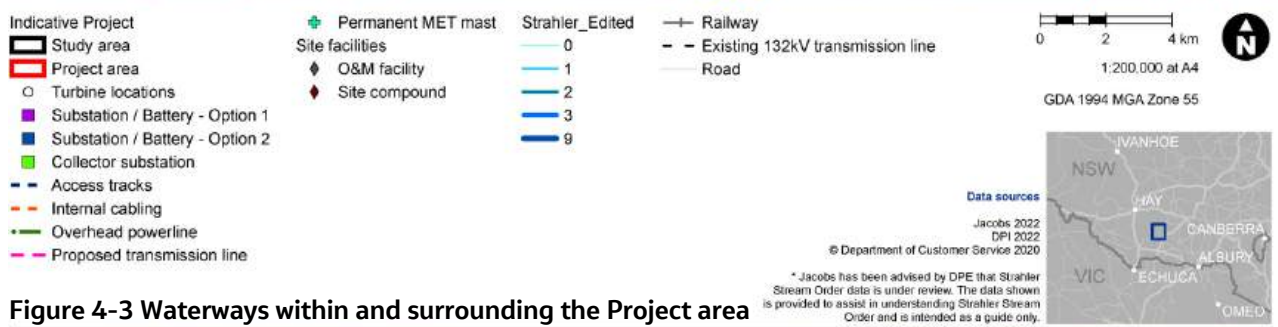 Indicative Project
Study area
Project area
Turbine locations
Substation / Battery - Option 1
Substation / Battery - Option 2
Collector substation
Access tracks
Internal cabling
Overhead powerline
Proposed transmission line
Permanent MET mast
Site facilities
O&M facility
Site compound
Strahler_Edited
0
1
2
3
9
Railway
Existing 132kV transmission line
Road
0 2 4 km
1:200,000 at A4
GDA 1994 MGA Zone 55
N
Data sources
Jacobs 2022
DPI 2022
© Department of Customer Service 2020
* Jacobs has been advised by DPE that Strahler
Stream Order data is under review. The data shown
is provided to assist in understanding Strahler Stream
Order and is intended as a guide only.
IVANHOE
NSW
HAY
CANBERRA
ALBURY
VIC
ECHUCA
OMEO
Figure 4-3 Waterways within and surrounding the Project area